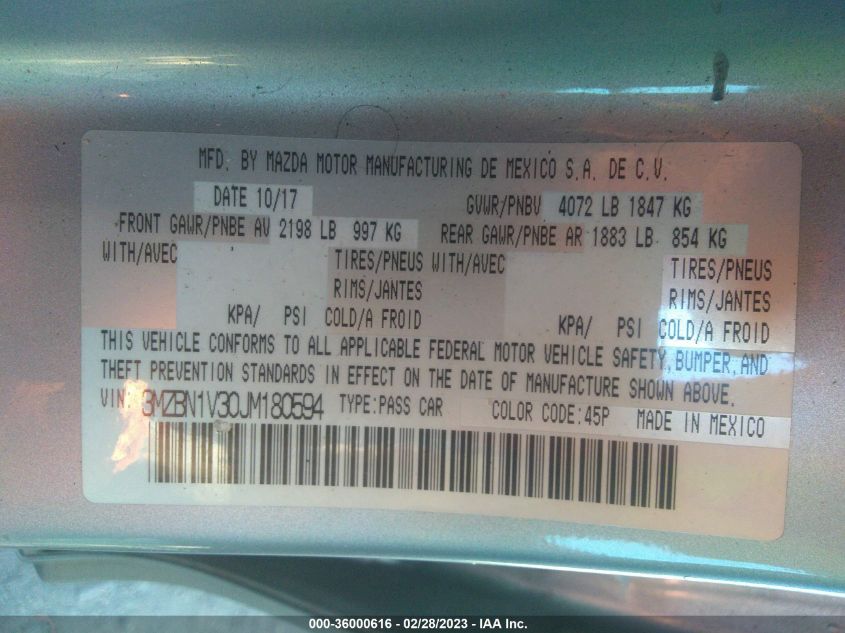 MFD. BY MAZDA MOTOR MANUFACTURING DE MEXICO S.A. DE C.V.
DATE 10/17 GVWR/PNBV 4072 LB 1847 KG
FRONT GAWR/PNBE AV 2198 LB 997 KG REAR GAWR/PNBE AR 1883 LB 854 KG
WITH/AVEC TIRES/PNEUS WITH/AVEC TIRES/PNEUS
RIMS/JANTES RIMS/JANTES
KPA/ PSI COLD/A FROID KPA/ PSI COLD/A FROID
THIS VEHICLE CONFORMS TO ALL APPLICABLE FEDERAL MOTOR VEHICLE SAFETY, BUMPER, AND
THEFT PREVENTION STANDARDS IN EFFECT ON THE DATE OF MANUFACTURE SHOWN ABOVE.
VIN: 3MZBN1V30JM180594 TYPE:PASS CAR COLOR CODE:45P MADE IN MEXICO
000-36000616 - 02/28/2023 - IAA Inc.